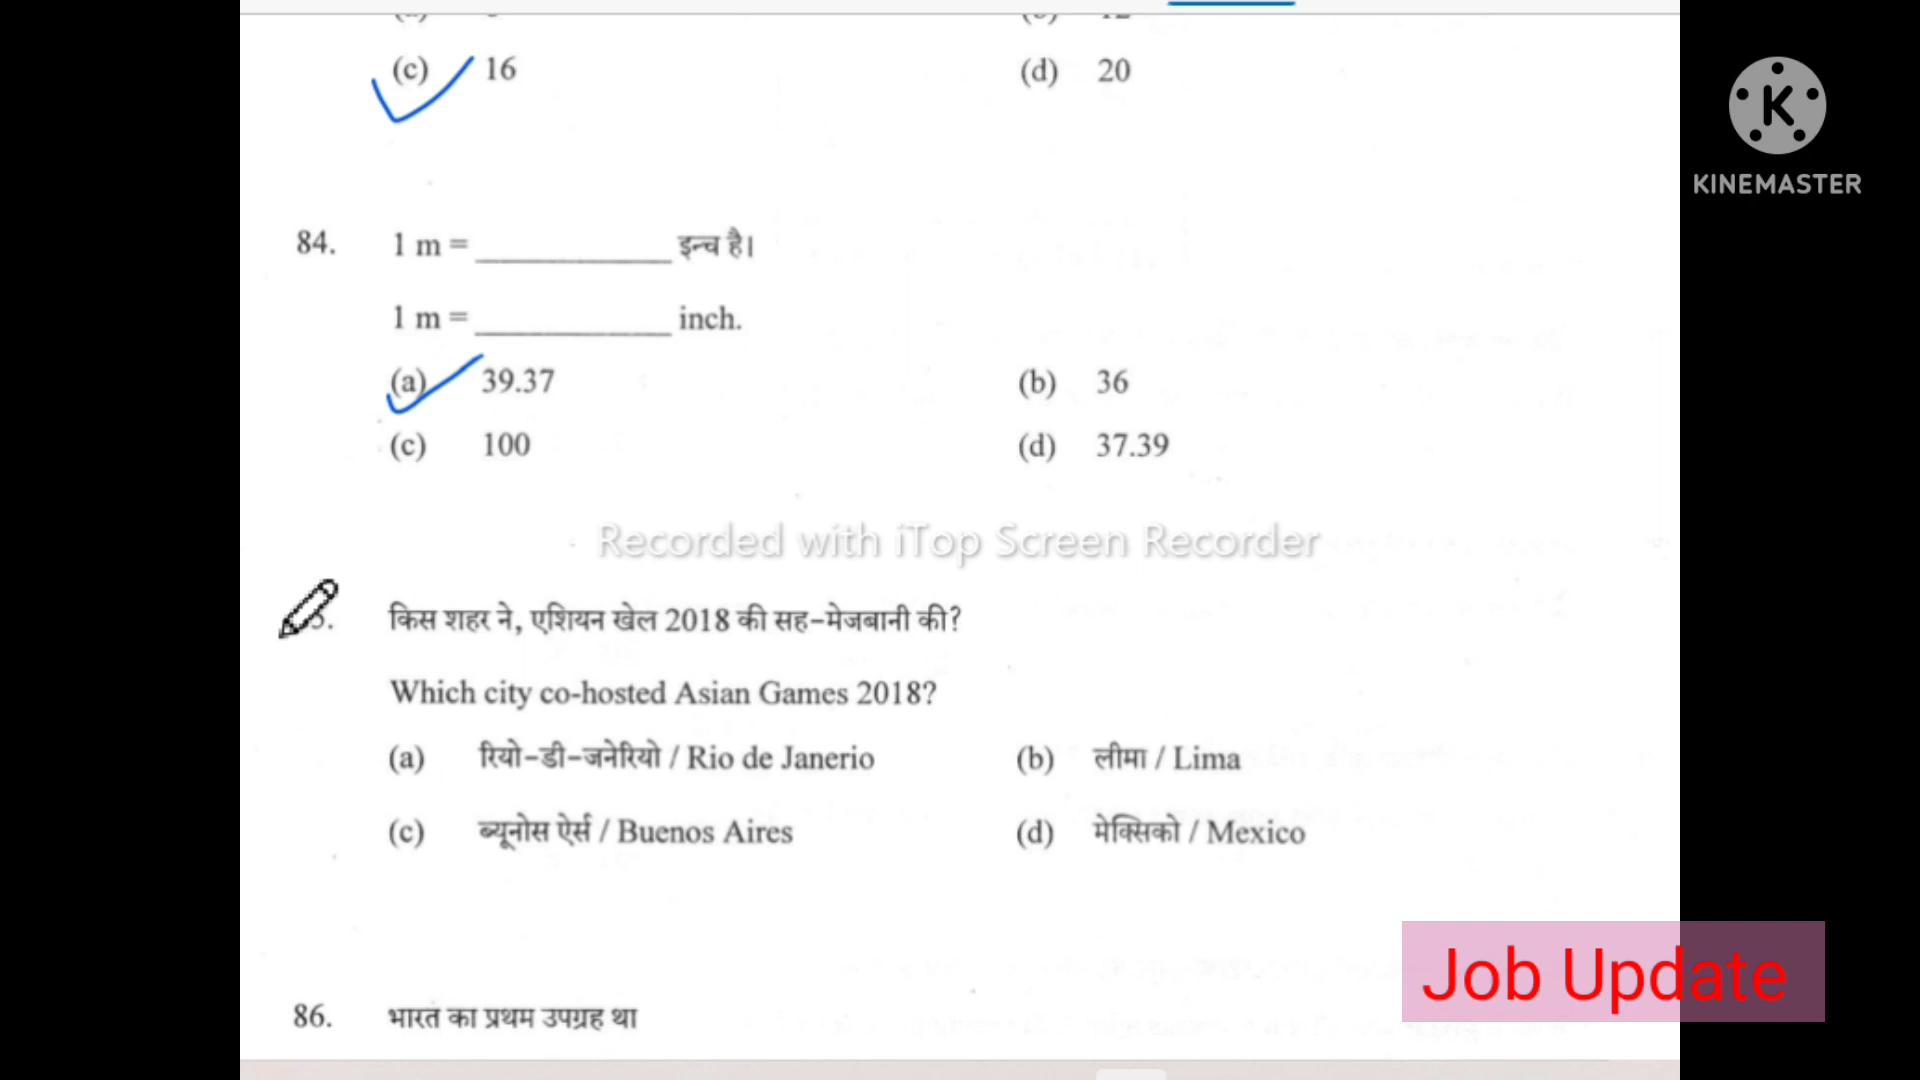 (c) 16 (d) 20
KINEMASTER
84. 1 m = __________ इन्च है।
1 m = __________ inch.
(a) 39.37 (b) 36
(c) 100 (d) 37.39
Recorded with iTop Screen Recorder
किस शहर ने, एशियन खेल 2018 की सह-मेजबानी की?
Which city co-hosted Asian Games 2018?
(a) रियो-डी-जनेरियो / Rio de Janerio (b) लीमा / Lima
(c) ब्यूनोस ऐर्स / Buenos Aires (d) मेक्सिको / Mexico
Job Update
86. भारत का प्रथम उपग्रह था